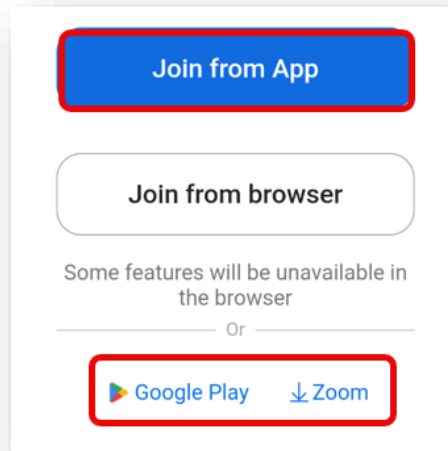 Join from App
Join from browser
Some features will be unavailable in
the browser
Or
Google Play Zoom